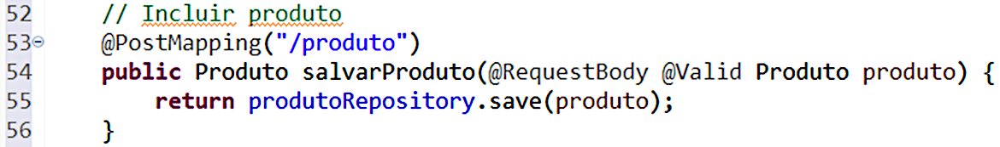 52 // Incluir produto
53 @PostMapping("/produto")
54 public Produto salvarProduto(@RequestBody @Valid Produto produto) {
55 return produtoRepository.save(produto);
56 }